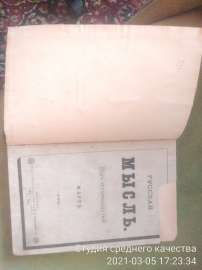 РУССКАЯ
МЫСЛЬ.
МАРТЪ
студия среднего качества
2021-03-05 17:23:34